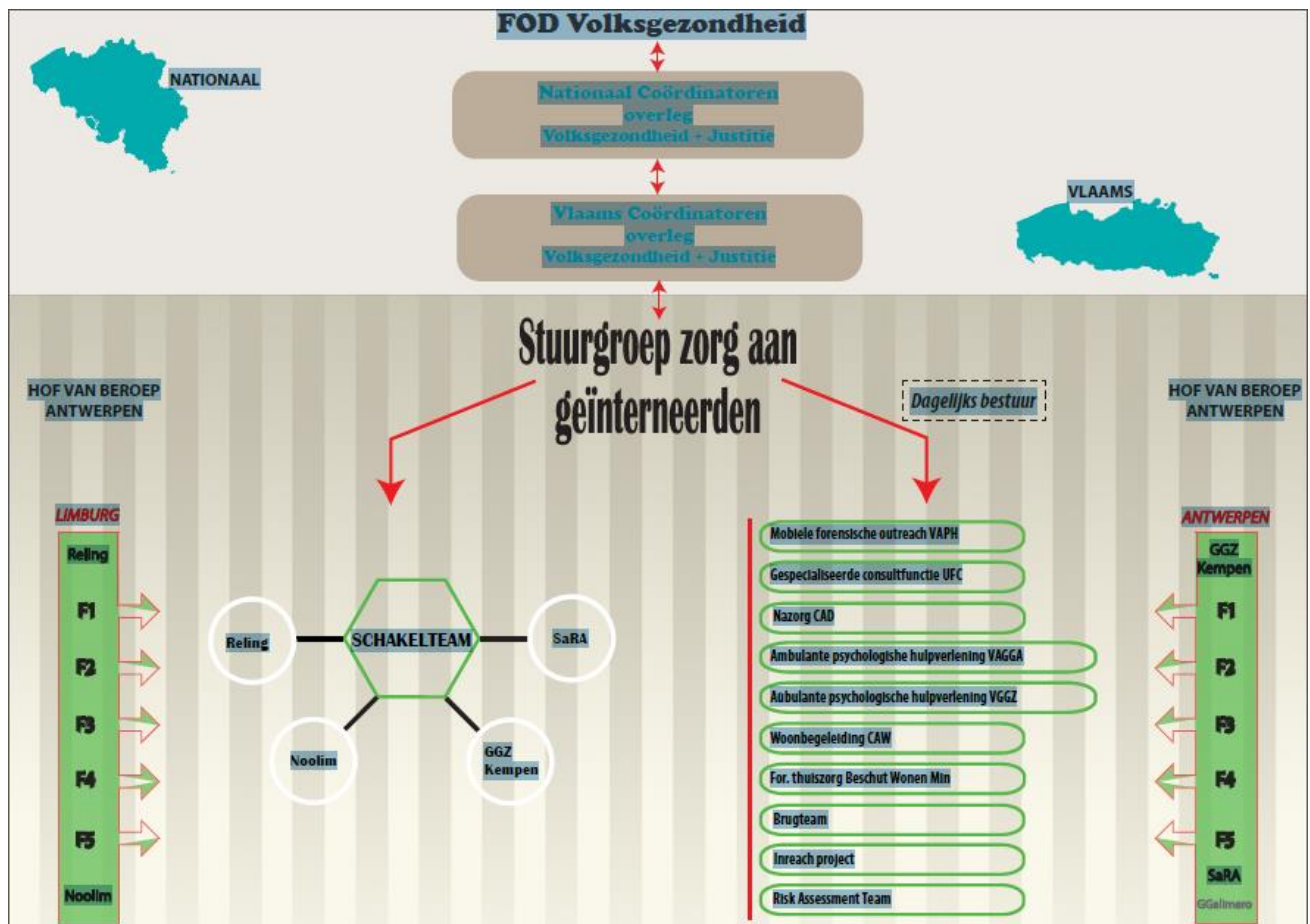 FOD Volksgezondheid
NATIONAAL
Nationaal Coördinatoren
overleg
Volksgezondheid + Justitie
VLAAMS
Vlaams Coördinatoren
overleg
Volksgezondheid + Justitie
Stuurgroep zorg aan
geïnterneerden
Dagelijks bestuur
HOF VAN BEROEP
ANTWERPEN
HOF VAN BEROEP
ANTWERPEN
LIMBURG
Reling
F1
F2
F3
F4
F5
Noolim
SCHAKELTEAM
Reling
SaRA
Noolim
GGZ
Kempen
Mobiele forensische outreach VAPH
Gespecialiseerde consultfunctie UFC
Nazorg CAD
Ambulante psychologishe hulpverlening VAGGA
Aubulante psychologische hulpverlening VGGZ
Woonbegeleiding CAW
For. thuiszorg Beschut Wonen Min
Brugteam
Inreach project
Risk Assessment Team
ANTWERPEN
GGZ
Kempen
F1
F2
F3
F4
F5
SaRA
GGalimero